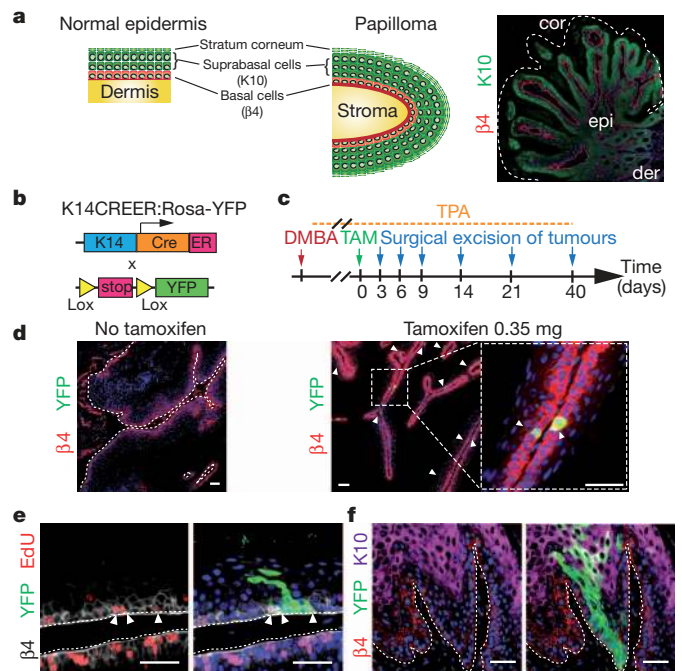 a
Normal epidermis
Papilloma
Stratum corneum
Suprabasal cells
(K10)
Basal cells
(β4)
Dermis
Stroma
β4 K10
cor
epi
der
b
K14CREER:Rosa-YFP
K14 Cre ER
x
stop YFP
Lox Lox
c
TPA
DMBA TAM Surgical excision of tumours
Time
(days)
0 3 6 9 14 21 40
d
No tamoxifen
Tamoxifen 0.35 mg
β4 YFP
β4 YFP
e
β4 YFP EdU
f
β4 YFP K10